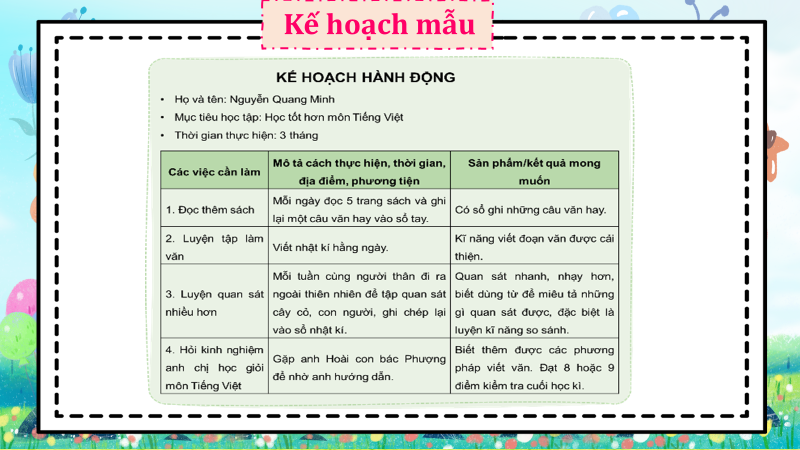 Kế hoạch mẫu
KẾ HOẠCH HÀNH ĐỘNG
• Họ và tên: Nguyễn Quang Minh
• Mục tiêu học tập: Học tốt hơn môn Tiếng Việt
• Thời gian thực hiện: 3 tháng
Các việc cần làm
Mô tả cách thực hiện, thời gian,
địa điểm, phương tiện
Sản phẩm/kết quả mong
muốn
1. Đọc thêm sách
Mỗi ngày đọc 5 trang sách và ghi
lại một câu văn hay vào sổ tay.
Có sổ ghi những câu văn hay.
2. Luyện tập làm
văn
Viết nhật kí hằng ngày.
Kĩ năng viết đoạn văn được cải
thiện.
3. Luyện quan sát
nhiều hơn
Mỗi tuần cùng người thân đi ra
ngoài thiên nhiên để tập quan sát
cây cỏ, con người, ghi chép lại
vào sổ nhật kí.
Quan sát nhanh, nhạy hơn,
biết dùng từ để miêu tả những
gì quan sát được, đặc biệt là
luyện kĩ năng so sánh.
4. Hỏi kinh nghiệm
anh chị học giỏi
môn Tiếng Việt
Gặp anh Hoài con bác Phượng
để nhờ anh hướng dẫn.
Biết thêm được các phương
pháp viết văn. Đạt 8 hoặc 9
điểm kiểm tra cuối học kì.